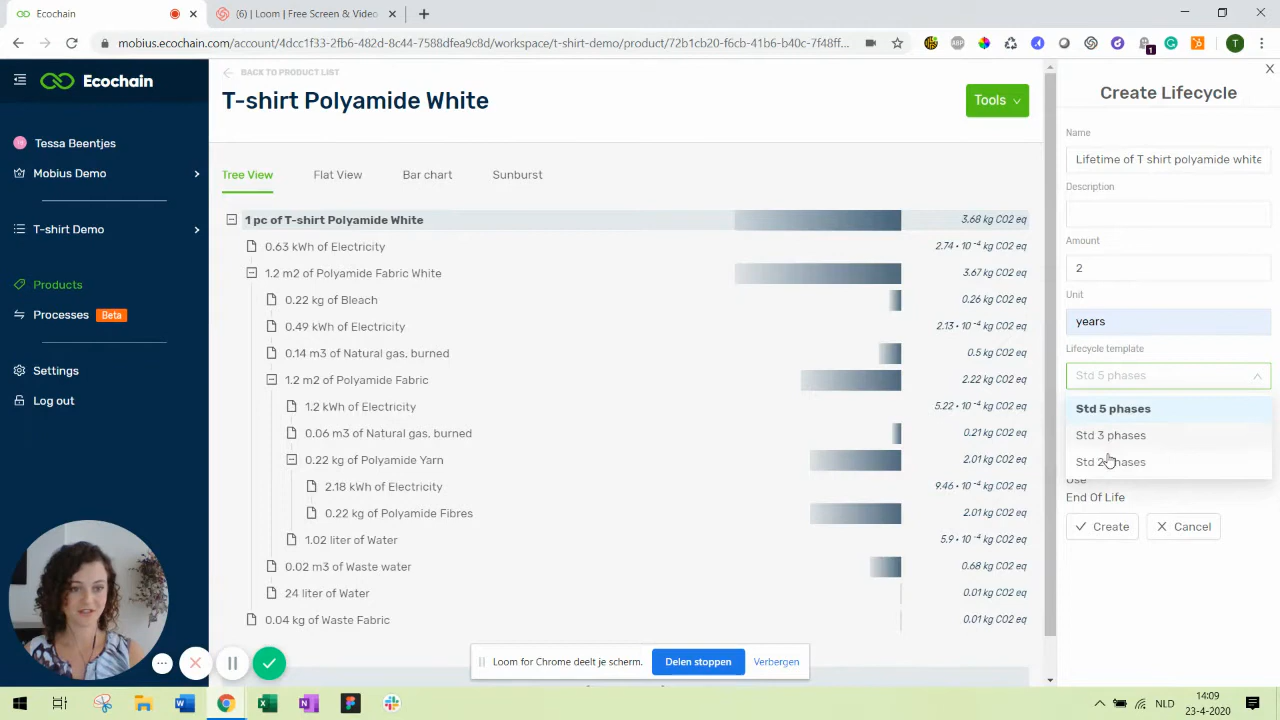 Ecochain
(6) | Loom | Free Screen & Video
mobius.ecochain.com/account/4dcc1f33-2fb6-482d-8c44-7588dfea9c8d/workspace/t-shirt-demo/product/72b1cb20-f6cb-41b6-b40c-7f48ff...
ABP
1
T
Ecochain
Tessa Beentjes
Mobius Demo
T-shirt Demo
Products
Processes Beta
Settings
Log out
BACK TO PRODUCT LIST
T-shirt Polyamide White
Tools
Tree View Flat View Bar chart Sunburst
1 pc of T-shirt Polyamide White 3.68 kg CO2 eq
0.63 kWh of Electricity 2.74 • 10⁻⁴ kg CO2 eq
1.2 m2 of Polyamide Fabric White 3.67 kg CO2 eq
0.22 kg of Bleach 0.26 kg CO2 eq
0.49 kWh of Electricity 2.13 • 10⁻⁴ kg CO2 eq
0.14 m3 of Natural gas, burned 0.5 kg CO2 eq
1.2 m2 of Polyamide Fabric 2.22 kg CO2 eq
1.2 kWh of Electricity 5.22 • 10⁻⁴ kg CO2 eq
0.06 m3 of Natural gas, burned 0.21 kg CO2 eq
0.22 kg of Polyamide Yarn 2.01 kg CO2 eq
2.18 kWh of Electricity 9.46 • 10⁻⁴ kg CO2 eq
0.22 kg of Polyamide Fibres 2.01 kg CO2 eq
1.02 liter of Water 5.9 • 10⁻⁴ kg CO2 eq
0.02 m3 of Waste water 0.68 kg CO2 eq
24 liter of Water 0.01 kg CO2 eq
0.04 kg of Waste Fabric 0.01 kg CO2 eq
Create Lifecycle
Name
Lifetime of T shirt polyamide white
Description
Amount
2
Unit
years
Lifecycle template
Std 5 phases
Std 5 phases
Std 3 phases
Std 2 phases
Use
End Of Life
Create Cancel
Loom for Chrome deelt je scherm. Delen stoppen Verbergen
NLD
14:09
23-4-2020